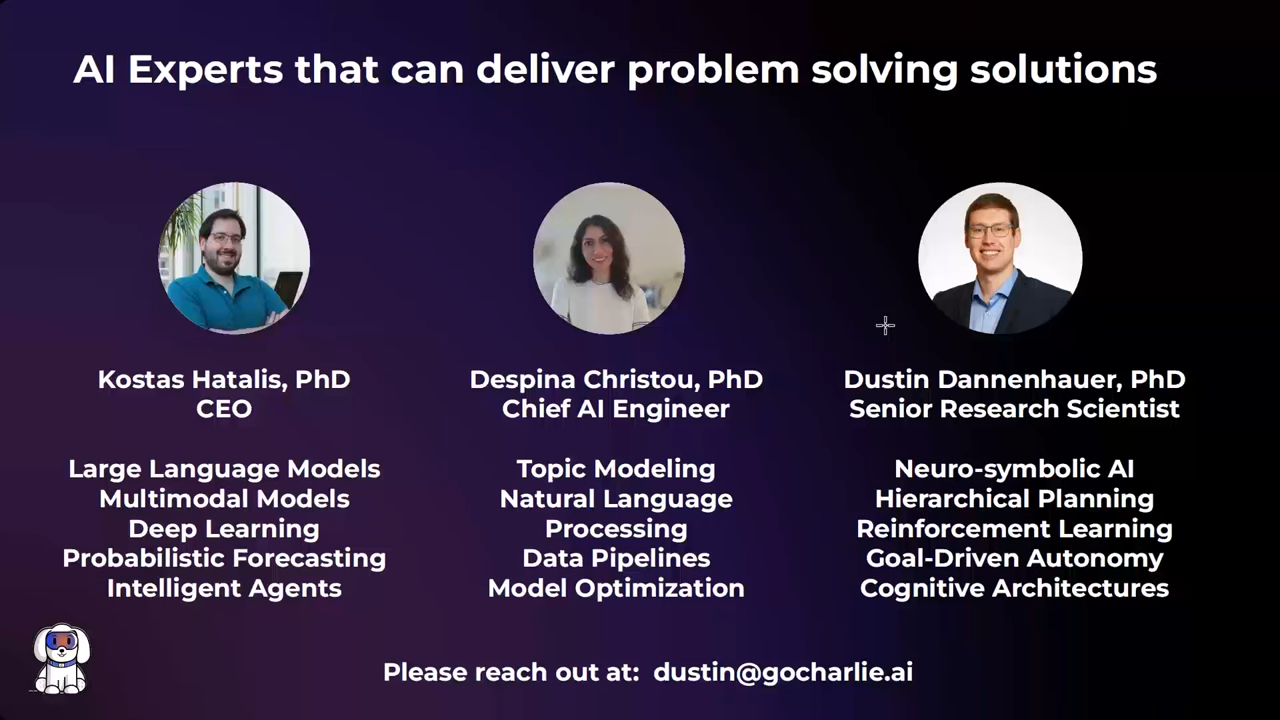 AI Experts that can deliver problem solving solutions
Kostas Hatalis, PhD
CEO
Large Language Models
Multimodal Models
Deep Learning
Probabilistic Forecasting
Intelligent Agents
Despina Christou, PhD
Chief AI Engineer
Topic Modeling
Natural Language
Processing
Data Pipelines
Model Optimization
Dustin Dannenhauer, PhD
Senior Research Scientist
Neuro-symbolic AI
Hierarchical Planning
Reinforcement Learning
Goal-Driven Autonomy
Cognitive Architectures
Please reach out at: dustin@gocharlie.ai